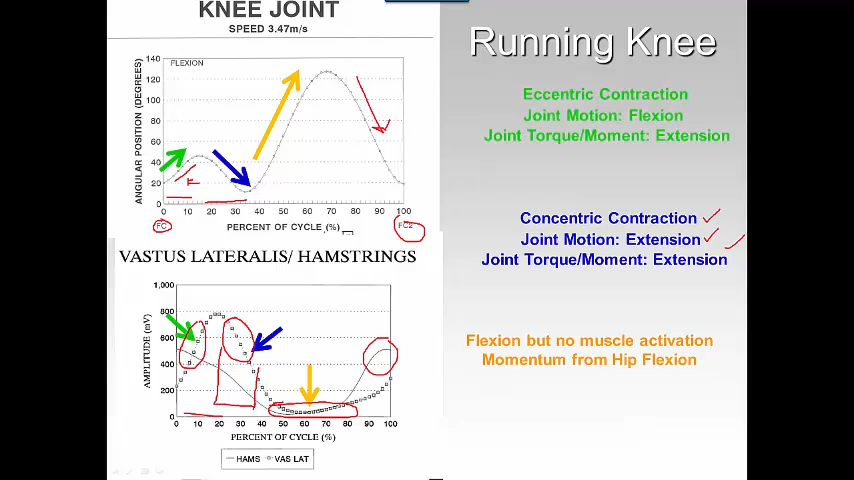 KNEE JOINT
SPEED 3.47m/s
FLEXION
ANGULAR POSITION (DEGREES)
140
120
100
80
60
40
20
0
0 10 20 30 40 50 60 70 80 90 100
FC
PERCENT OF CYCLE (%)
FC2
VASTUS LATERALIS/ HAMSTRINGS
AMPLITUDE (mV)
1,000
800
600
400
200
0
0 10 20 30 40 50 60 70 80 90 100
PERCENT OF CYCLE (%)
HAMS VAS LAT
Running Knee
Eccentric Contraction
Joint Motion: Flexion
Joint Torque/Moment: Extension
Concentric Contraction
Joint Motion: Extension
Joint Torque/Moment: Extension
Flexion but no muscle activation
Momentum from Hip Flexion